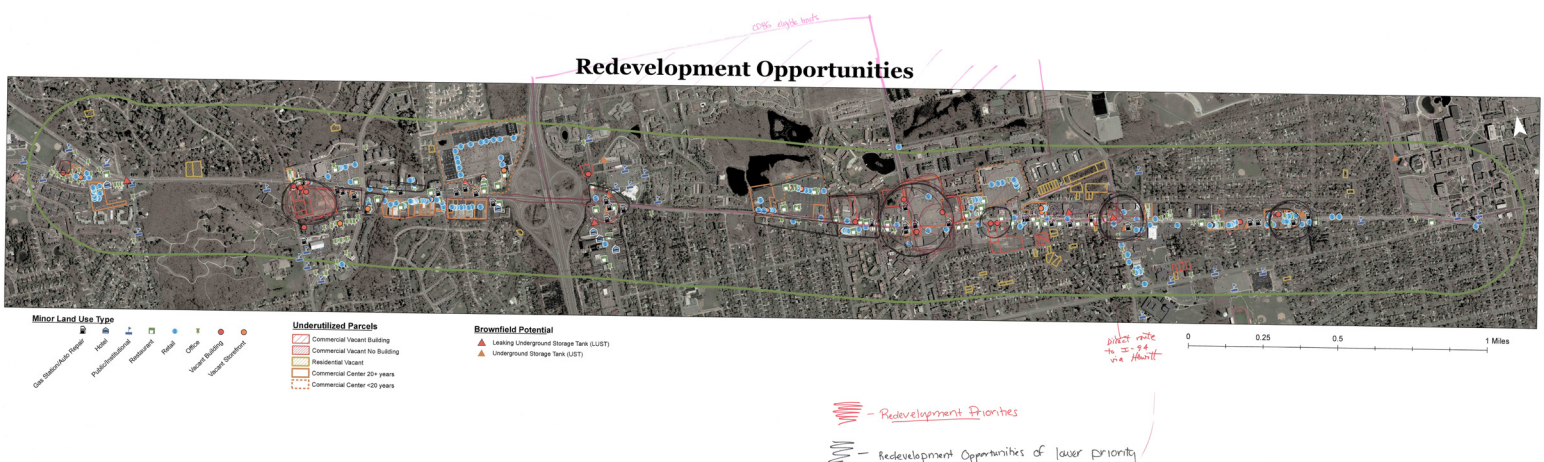 CDBG eligible tracts
Redevelopment Opportunities
Minor Land Use Type
Gas Station/Auto Repair
Hotel
Public/Institutional
Restaurant
Retail
Office
Vacant Building
Vacant Storefront
Underutilized Parcels
Commercial Vacant Building
Commercial Vacant No Building
Residential Vacant
Commercial Center 20+ years
Commercial Center <20 years
Brownfield Potential
Leaking Underground Storage Tank (LUST)
Underground Storage Tank (UST)
Direct route
to I-94
via Hewitt
0 0.25 0.5 1 Miles
- Redevelopment Priorities
- Redevelopment Opportunities of lower priority